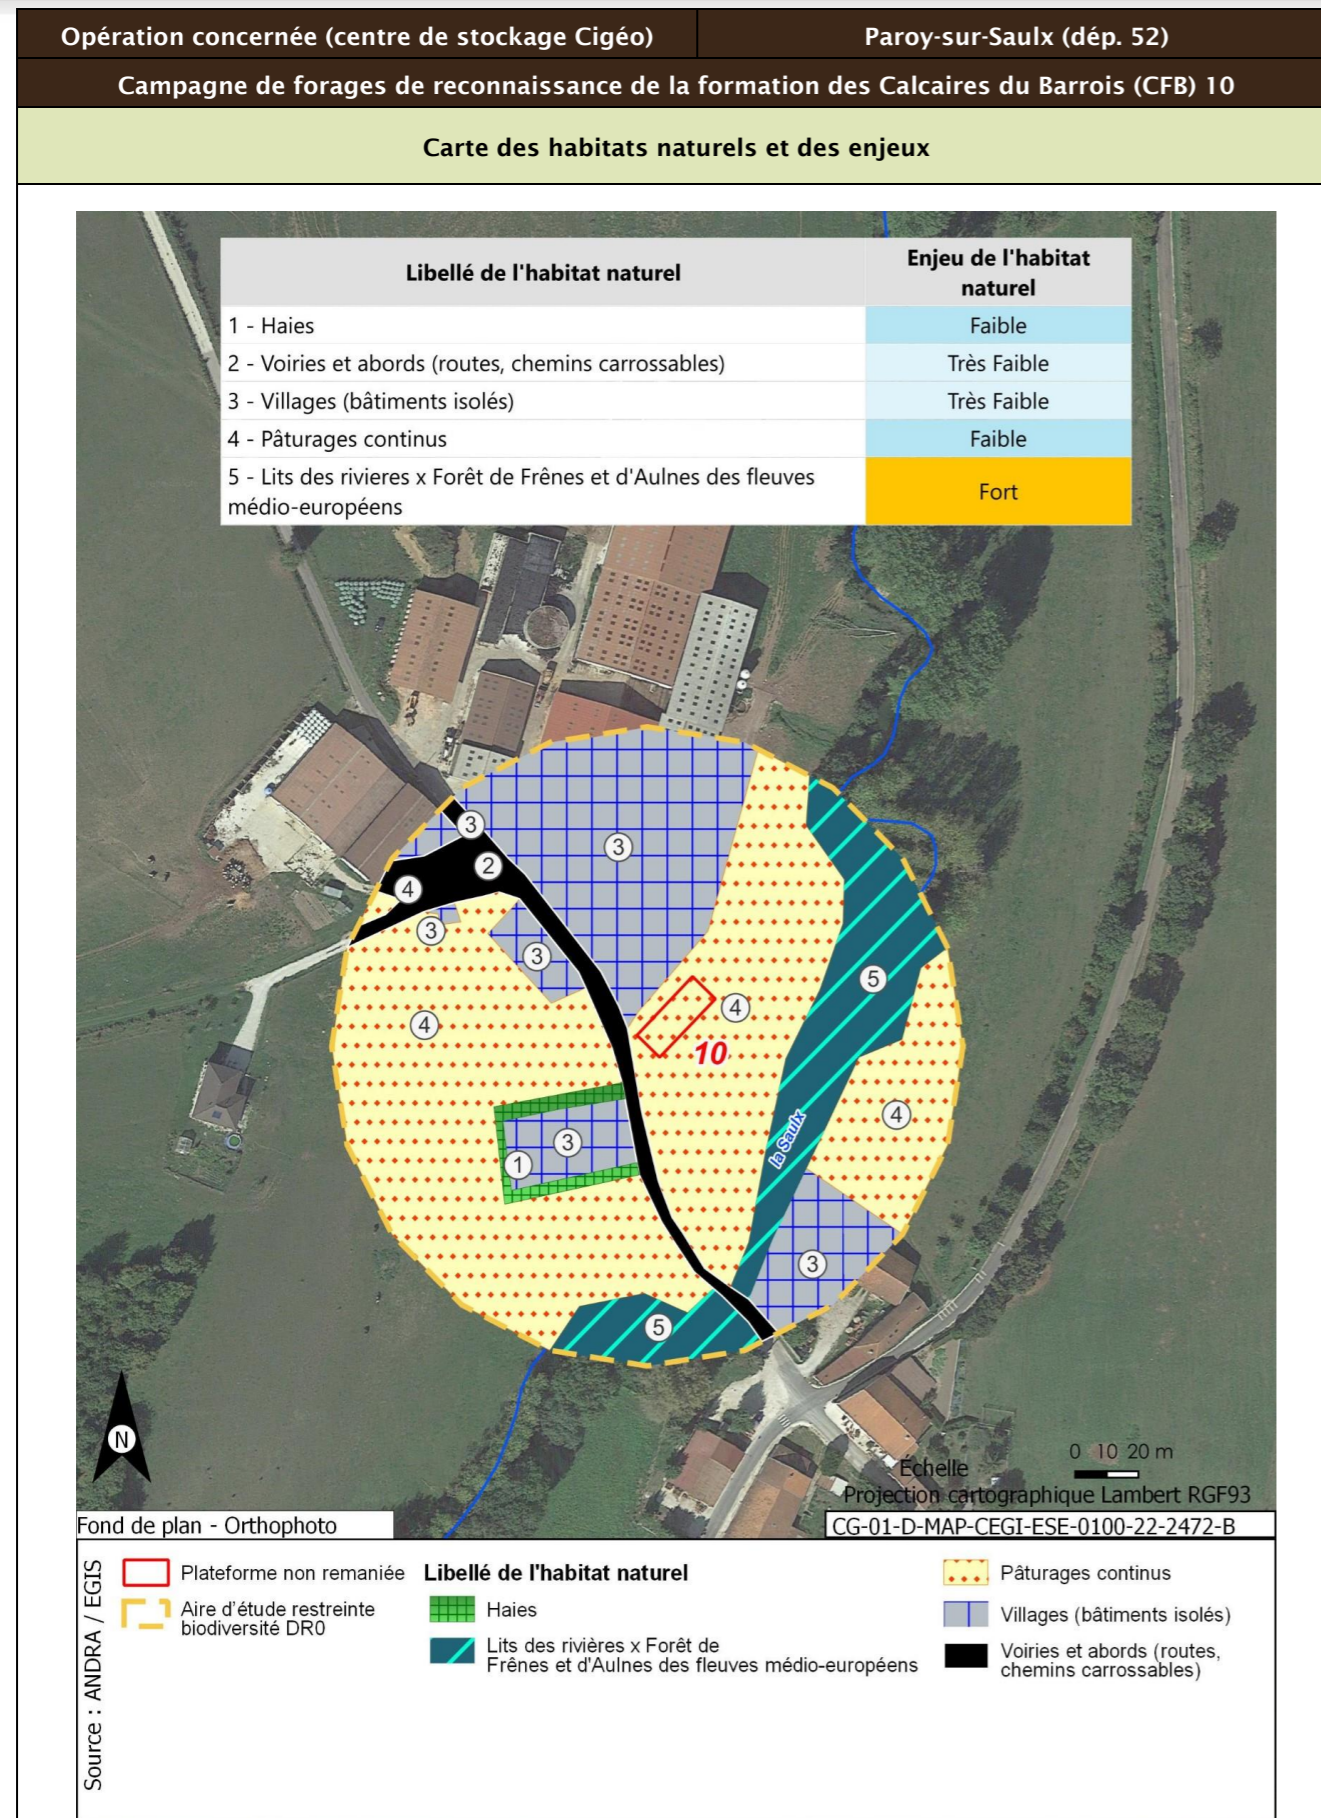 Opération concernée (centre de stockage Cigéo)
Paroy-sur-Saulx (dép. 52)
Campagne de forages de reconnaissance de la formation des Calcaires du Barrois (CFB) 10
Carte des habitats naturels et des enjeux
Libellé de l'habitat naturel
Enjeu de l'habitat
naturel
1 - Haies
Faible
2 - Voiries et abords (routes, chemins carrossables)
Très Faible
3 - Villages (bâtiments isolés)
Très Faible
4 - Pâturages continus
Faible
5 - Lits des rivieres x Forêt de Frênes et d'Aulnes des fleuves
médio-européens
Fort
3
3
2
4
3
3
5
4
4
10
4
3
1
la Saulx
3
5
N
0 10 20 m
Échelle
Projection cartographique Lambert RGF93
Fond de plan - Orthophoto
CG-01-D-MAP-CEGI-ESE-0100-22-2472-B
Source : ANDRA / EGIS
Plateforme non remaniée
Aire d'étude restreinte
biodiversité DR0
Libellé de l'habitat naturel
Haies
Lits des rivières x Forêt de
Frênes et d'Aulnes des fleuves médio-européens
Pâturages continus
Villages (bâtiments isolés)
Voiries et abords (routes,
chemins carrossables)